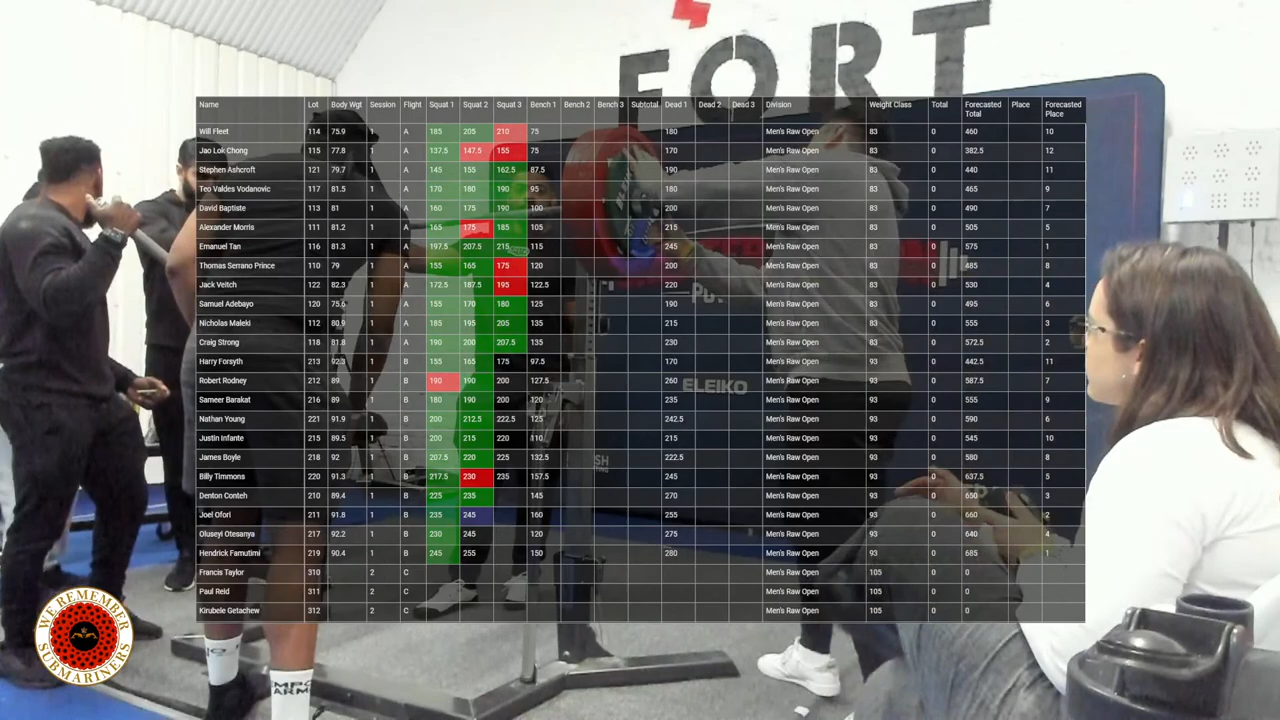 FORT
Name Lot Body Wgt Session Flight Squat 1 Squat 2 Squat 3 Bench 1 Bench 2 Bench 3 Subtotal Dead 1 Dead 2 Dead 3 Division Weight Class Total Forecasted Total Place Forecasted Place
Will Fleet 114 75.9 1 A 185 205 210 75 180 Men's Raw Open 83 0 460 10
Jao Lok Chong 115 77.8 1 A 137.5 147.5 155 75 170 Men's Raw Open 83 0 382.5 12
Stephen Ashcroft 121 79.7 1 A 145 155 162.5 87.5 190 Men's Raw Open 83 0 440 11
Teo Valdes Vodanovic 117 81.5 1 A 170 180 190 95 180 Men's Raw Open 83 0 465 9
David Baptiste 113 81 1 A 160 175 190 100 200 Men's Raw Open 83 0 490 7
Alexander Morris 111 81.2 1 A 165 175 185 105 215 Men's Raw Open 83 0 505 5
Emanuel Tan 116 81.3 1 A 197.5 207.5 215 115 245 Men's Raw Open 83 0 575 1
Thomas Serrano Prince 110 79 1 A 155 165 175 120 200 Men's Raw Open 83 0 485 8
Jack Veitch 122 82.3 1 A 172.5 187.5 195 122.5 220 Men's Raw Open 83 0 530 4
Samuel Adebayo 120 75.6 1 A 155 170 180 125 190 Men's Raw Open 83 0 495 6
Nicholas Maleki 112 80.9 1 A 185 195 205 135 215 Men's Raw Open 83 0 555 3
Craig Strong 118 81.8 1 A 190 200 207.5 135 230 Men's Raw Open 83 0 572.5 2
Harry Forsyth 213 92.3 1 B 155 165 175 97.5 170 Men's Raw Open 93 0 442.5 11
Robert Rodney 212 89 1 B 190 190 200 127.5 260 Men's Raw Open 93 0 587.5 7
Sameer Barakat 216 89 1 B 180 190 200 120 235 Men's Raw Open 93 0 555 9
Nathan Young 221 91.9 1 B 200 212.5 222.5 125 242.5 Men's Raw Open 93 0 590 6
Justin Infante 215 89.5 1 B 200 215 220 110 215 Men's Raw Open 93 0 545 10
James Boyle 218 92 1 B 207.5 220 225 132.5 222.5 Men's Raw Open 93 0 580 8
Billy Timmons 220 91.3 1 B 217.5 230 235 157.5 245 Men's Raw Open 93 0 637.5 5
Denton Conteh 210 89.4 1 B 225 235 145 270 Men's Raw Open 93 0 650 3
Joel Ofori 211 91.8 1 B 235 245 160 255 Men's Raw Open 93 0 660 2
Oluseyi Otesanya 217 92.2 1 B 230 245 120 275 Men's Raw Open 93 0 640 4
Hendrick Famutimi 219 90.4 1 B 245 255 150 280 Men's Raw Open 93 0 685 1
Francis Taylor 310 2 C Men's Raw Open 105 0 0
Paul Reid 311 2 C Men's Raw Open 105 0 0
Kirubele Getachew 312 2 C Men's Raw Open 105 0 0
ELEIKO
WE REMEMBER SUBMARINERS